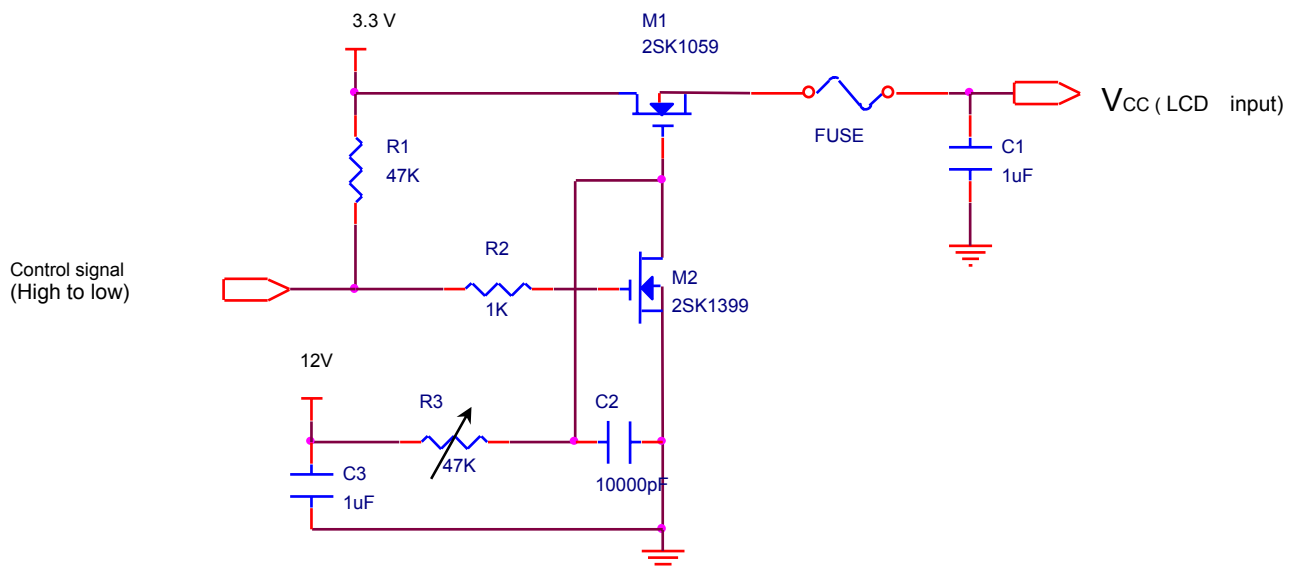 3.3 V
M1
2SK1059
R1
47K
FUSE
C1
1uF
VCC ( LCD input)
Control signal
(High to low)
R2
1K
M2
2SK1399
12V
R3
47K
C2
10000pF
C3
1uF